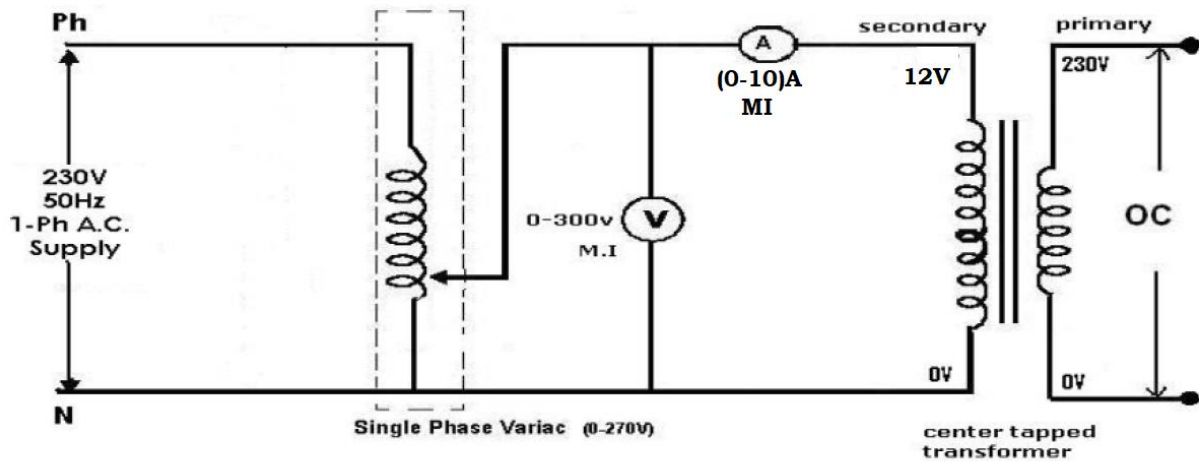 Ph
230V
50Hz
1-Ph A.C.
Supply
N
Single Phase Variac (0-270V)
0-300v
M.I
V
A
(0-10)A
MI
secondary
12V
0V
primary
230V
OC
0V
center tapped
transformer